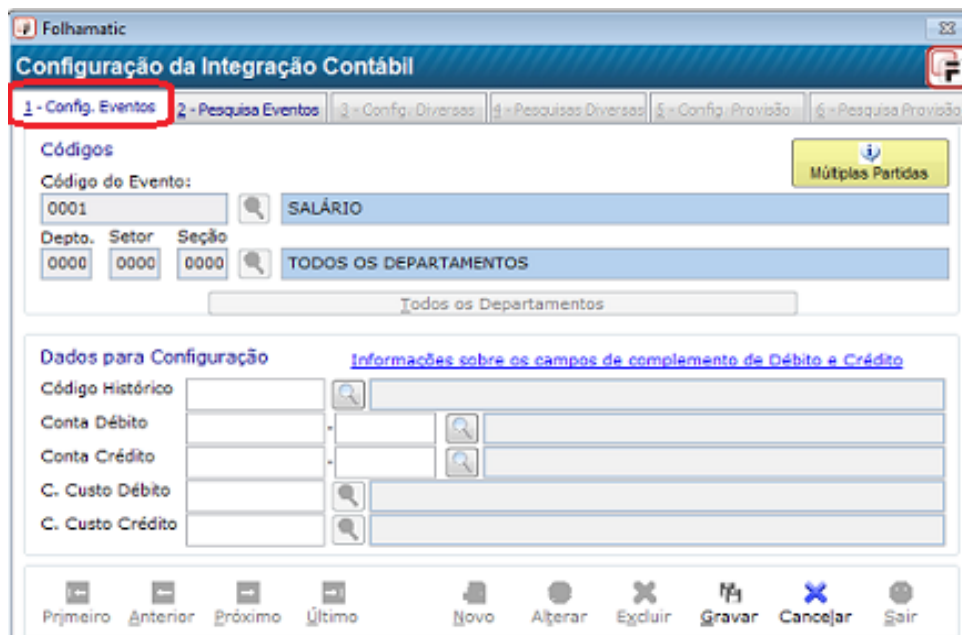 Folhamatic
Configuração da Integração Contábil
1 - Config. Eventos 2 - Pesquisa Eventos 3 - Config. Diversas 4 - Pesquisas Diversas 5 - Config. Provisão 6 - Pesquisa Provisão
Códigos
Múltiplas Partidas
Código do Evento:
0001 SALÁRIO
Depto. Setor Seção
0000 0000 0000 TODOS OS DEPARTAMENTOS
Todos os Departamentos
Dados para Configuração Informações sobre os campos de complemento de Débito e Crédito
Código Histórico
Conta Débito -
Conta Crédito -
C. Custo Débito
C. Custo Crédito
Primeiro Anterior Próximo Último Novo Alterar Excluir Gravar Cancelar Sair